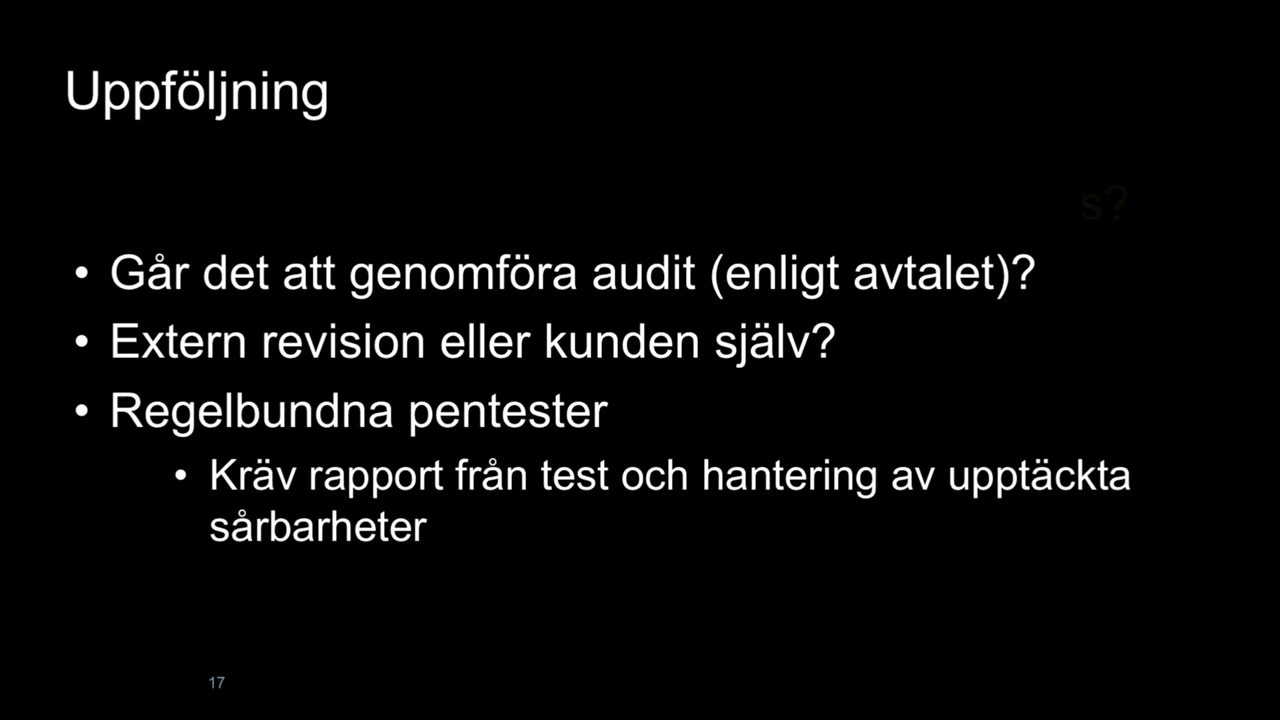 Uppföljning
s?
• Går det att genomföra audit (enligt avtalet)?
• Extern revision eller kunden själv?
• Regelbundna pentester
• Kräv rapport från test och hantering av upptäckta
sårbarheter
17